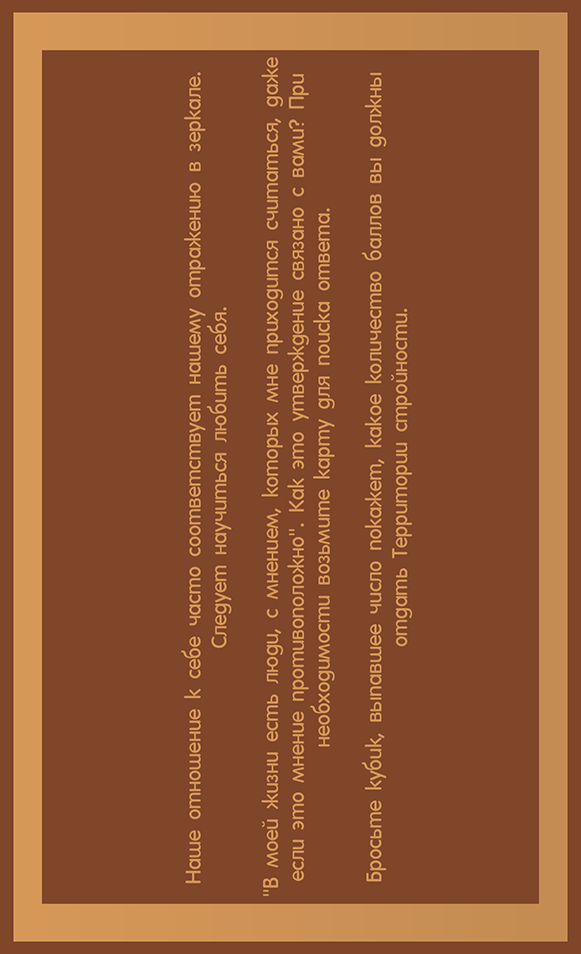 Наше отношение к себе часто соответствует нашему отражению в зеркале.
Следует научиться любить себя.
"В моей жизни есть люди, с мнением, которых мне приходится считаться, даже
если это мнение противоположно". Как это утверждение связано с вами? При
необходимости возьмите карту для поиска ответа.
Бросьте кубик, выпавшее число покажет, какое количество баллов вы должны
отдать Территории стройности.